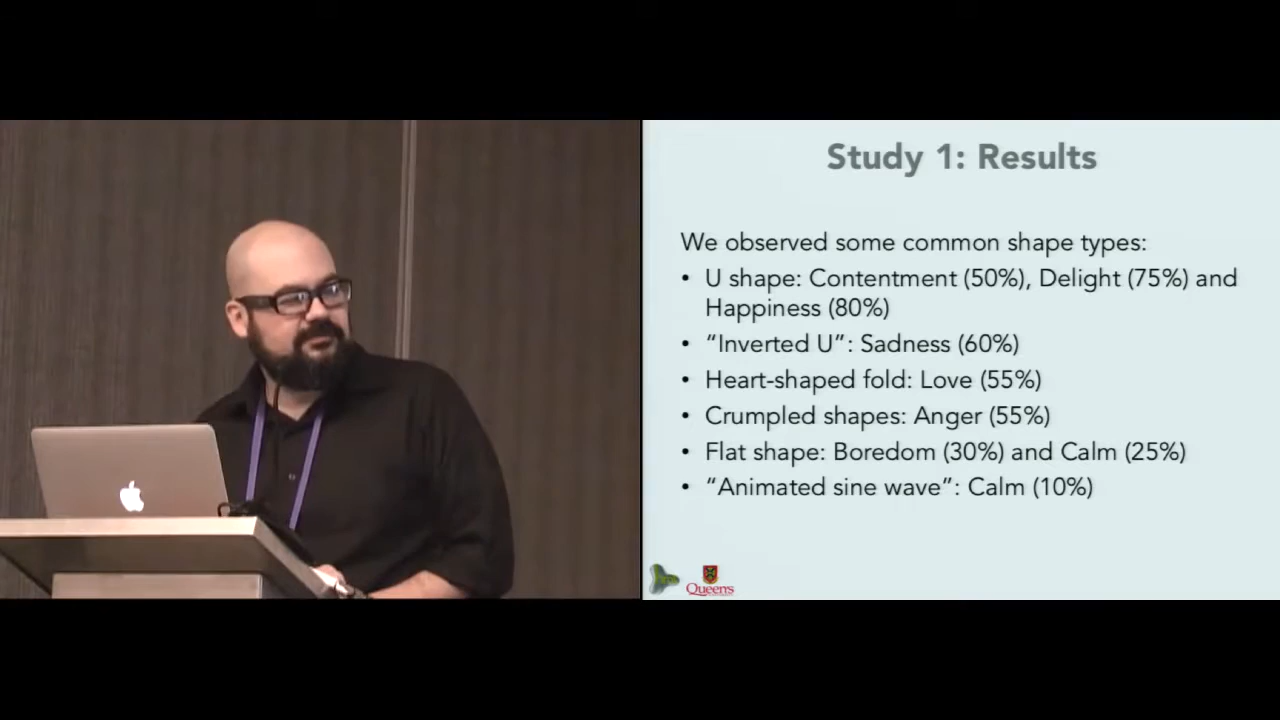 Study 1: Results
We observed some common shape types:
• U shape: Contentment (50%), Delight (75%) and
Happiness (80%)
• “Inverted U”: Sadness (60%)
• Heart-shaped fold: Love (55%)
• Crumpled shapes: Anger (55%)
• Flat shape: Boredom (30%) and Calm (25%)
• “Animated sine wave”: Calm (10%)
Queen's